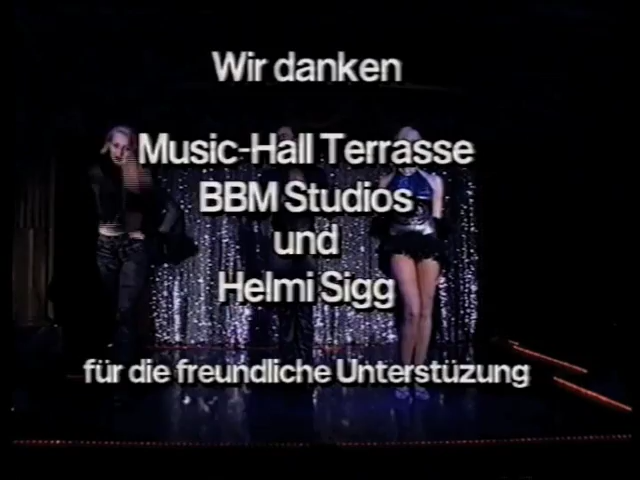 Wir danken
Music-Hall Terrasse
BBM Studios
und
Helmi Sigg
für die freundliche Unterstüzung